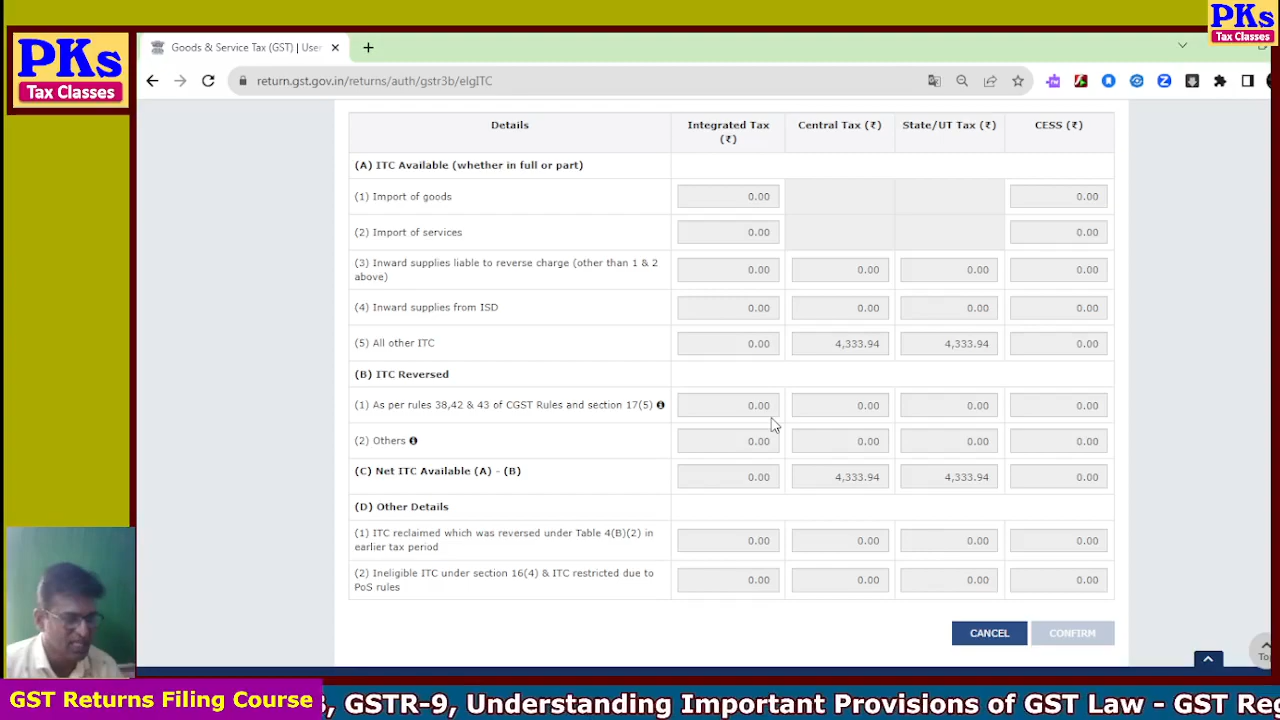 PKs
Tax Classes
PKs
Tax Classes
Goods & Service Tax (GST) | User
return.gst.gov.in/returns/auth/gstr3b/elgITC
Details Integrated Tax (₹) Central Tax (₹) State/UT Tax (₹) CESS (₹)
(A) ITC Available (whether in full or part)
(1) Import of goods 0.00 0.00
(2) Import of services 0.00 0.00
(3) Inward supplies liable to reverse charge (other than 1 & 2 above) 0.00 0.00 0.00 0.00
(4) Inward supplies from ISD 0.00 0.00 0.00 0.00
(5) All other ITC 0.00 4,333.94 4,333.94 0.00
(B) ITC Reversed
(1) As per rules 38,42 & 43 of CGST Rules and section 17(5) 0.00 0.00 0.00 0.00
(2) Others 0.00 0.00 0.00 0.00
(C) Net ITC Available (A) - (B) 0.00 4,333.94 4,333.94 0.00
(D) Other Details
(1) ITC reclaimed which was reversed under Table 4(B)(2) in earlier tax period 0.00 0.00 0.00 0.00
(2) Ineligible ITC under section 16(4) & ITC restricted due to PoS rules 0.00 0.00 0.00 0.00
CANCEL CONFIRM
Top
GST Returns Filing Course
, GSTR-9, Understanding Important Provisions of GST Law - GST Reg